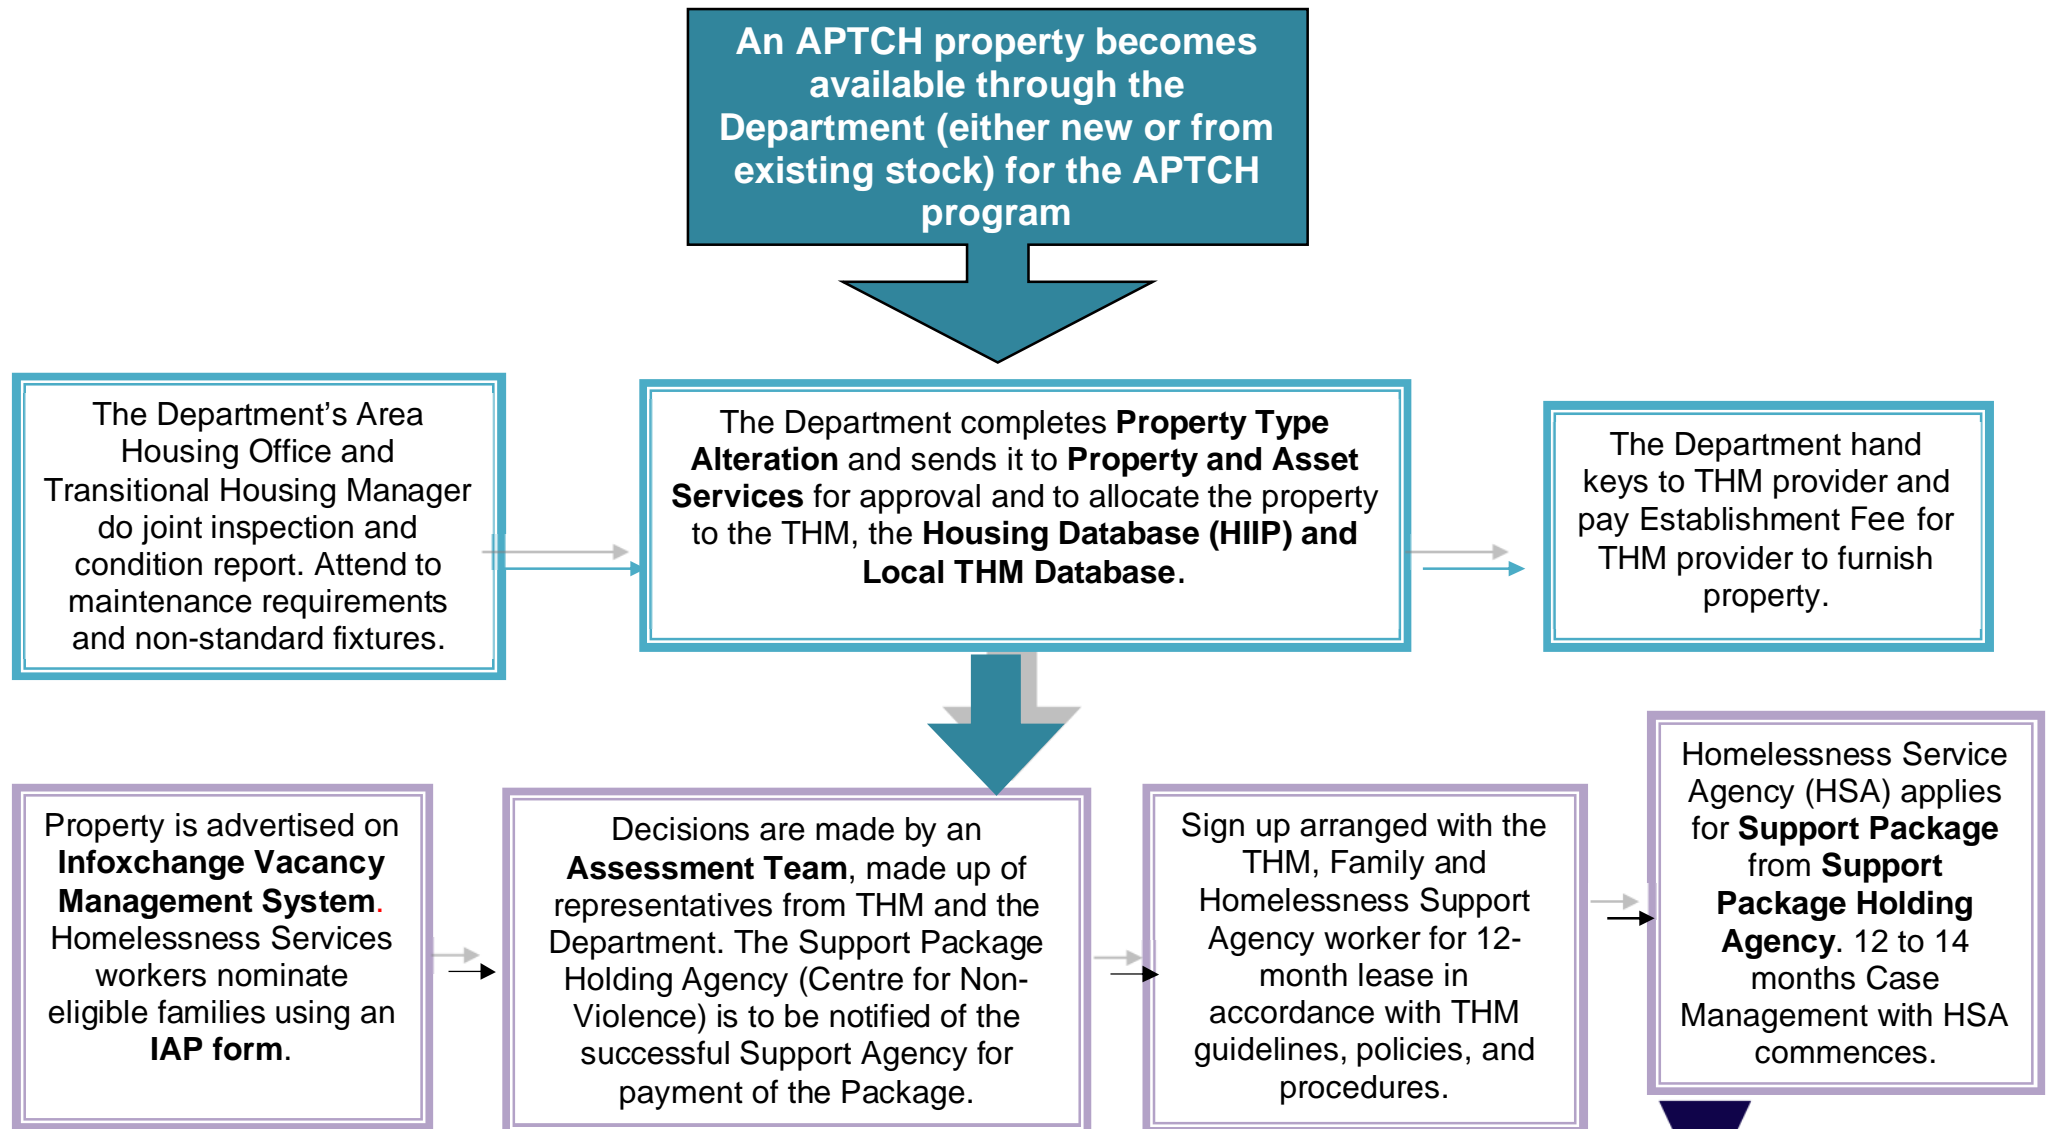 An APTCH property becomes
available through the
Department (either new or from
existing stock) for the APTCH
program
The Department's Area
Housing Office and
Transitional Housing Manager
do joint inspection and
condition report. Attend to
maintenance requirements
and non-standard fixtures.
The Department completes Property Type
Alteration and sends it to Property and Asset
Services for approval and to allocate the property
to the THM, the Housing Database (HIIP) and
Local THM Database.
The Department hand
keys to THM provider and
pay Establishment Fee for
THM provider to furnish
property.
Property is advertised on
Infoxchange Vacancy
Management System.
Homelessness Services
workers nominate
eligible families using an
IAP form.
Decisions are made by an
Assessment Team, made up of
representatives from THM and the
Department. The Support Package
Holding Agency (Centre for Non-
Violence) is to be notified of the
successful Support Agency for
payment of the Package.
Sign up arranged with the
THM, Family and
Homelessness Support
Agency worker for 12-
month lease in
accordance with THM
guidelines, policies, and
procedures.
Homelessness Service
Agency (HSA) applies
for Support Package
from Support
Package Holding
Agency. 12 to 14
months Case
Management with HSA
commences.